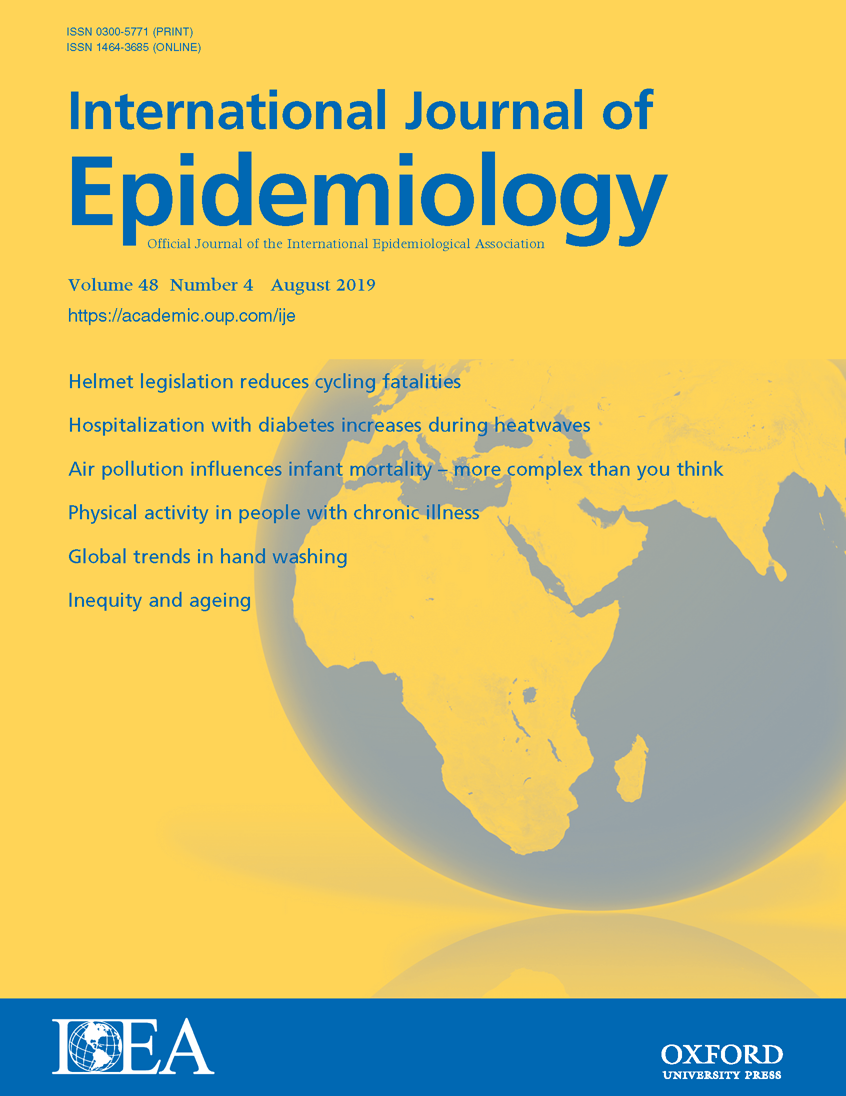 ISSN 0300-5771 (PRINT)
ISSN 1464-3685 (ONLINE)
International Journal of
Epidemiology
Official Journal of the International Epidemiological Association
Volume 48 Number 4 August 2019
https://academic.oup.com/ije
Helmet legislation reduces cycling fatalities
Hospitalization with diabetes increases during heatwaves
Air pollution influences infant mortality – more complex than you think
Physical activity in people with chronic illness
Global trends in hand washing
Inequity and ageing
IEA
OXFORD
UNIVERSITY PRESS